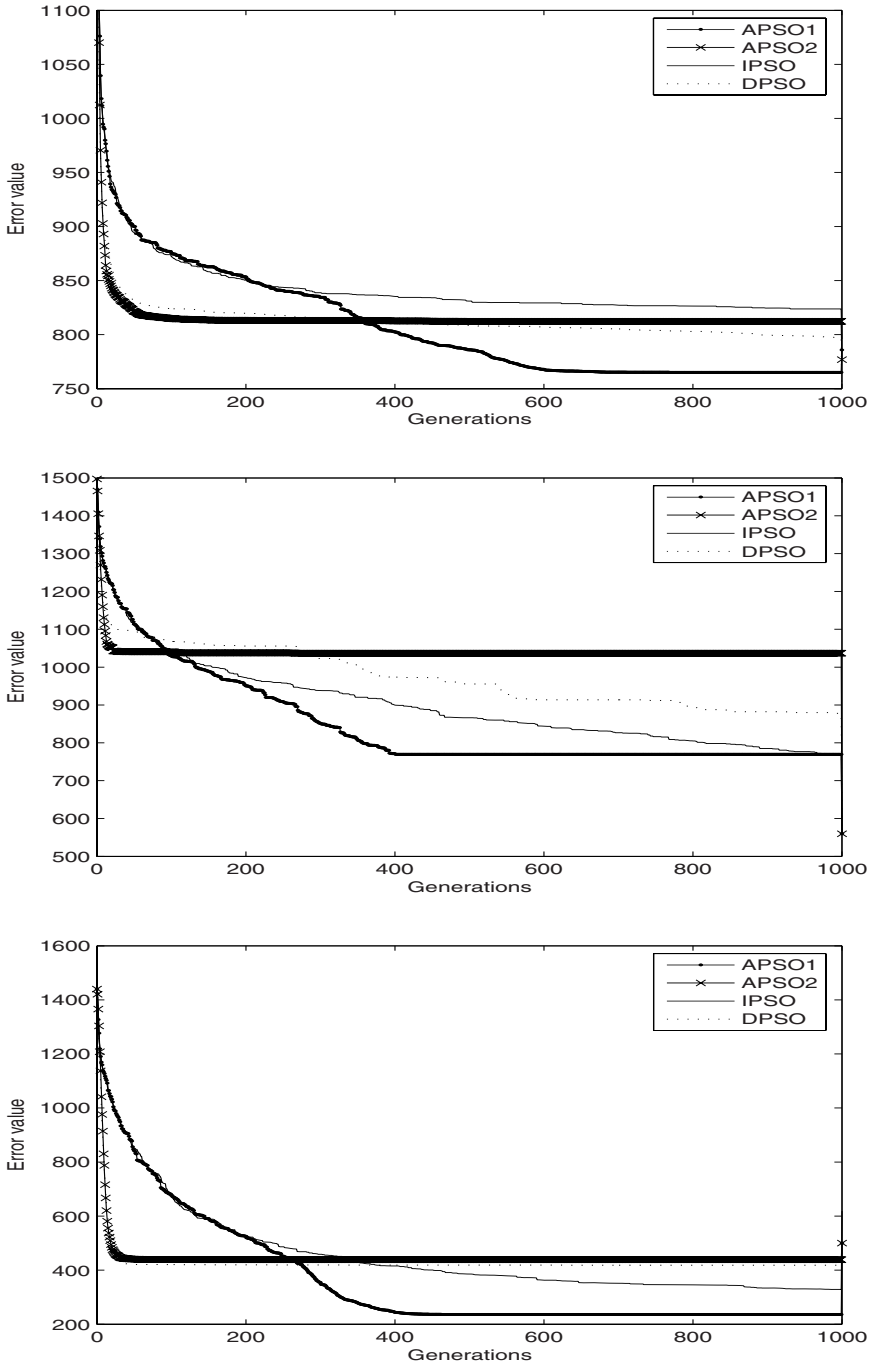 1100
1050
1000
950
900
850
800
750
Error value
0
200
400
600
800
1000
Generations
APSO1
APSO2
IPSO
DPSO
1500
1400
1300
1200
1100
1000
900
800
700
600
500
Error value
0
200
400
600
800
1000
Generations
APSO1
APSO2
IPSO
DPSO
1600
1400
1200
1000
800
600
400
200
Error value
0
200
400
600
800
1000
Generations
APSO1
APSO2
IPSO
DPSO